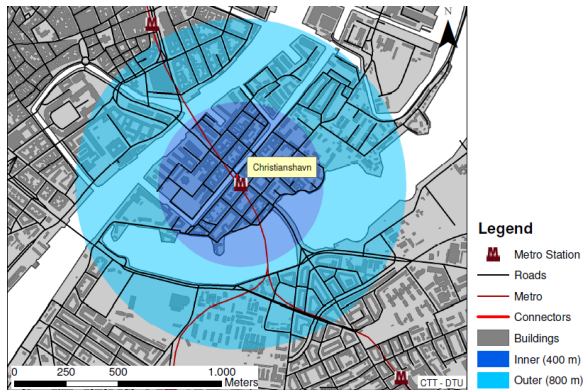 N
Christianshavn
0 250 500 1.000
Meters
CTT - DTU
Legend
Metro Station
Roads
Metro
Connectors
Buildings
Inner (400 m)
Outer (800 m)